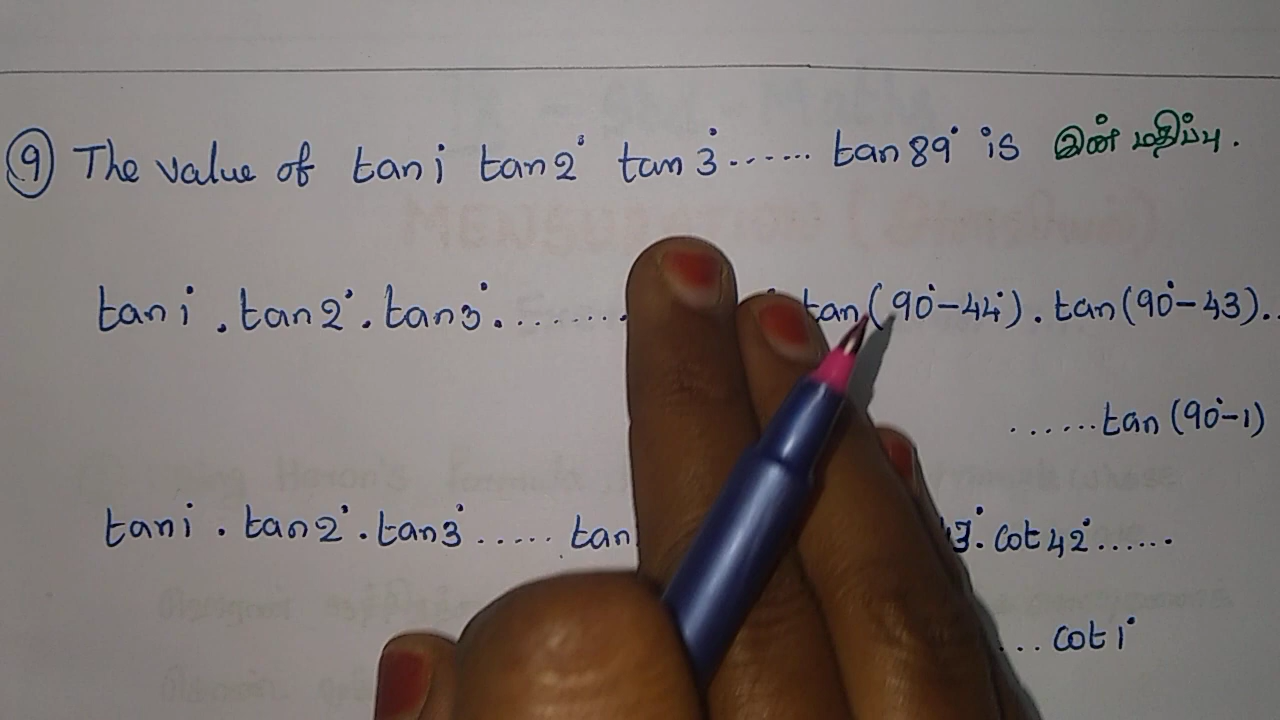 9 The value of tan1° tan2° tan3°...... tan89° is இன் மதிப்பு.
tan1° . tan2° . tan3° ........ tan(90°-44°) . tan(90°-43) ..
...... tan(90°-1)
tan1° . tan2° . tan3° ..... tan 43° . cot42° ......
... cot1°